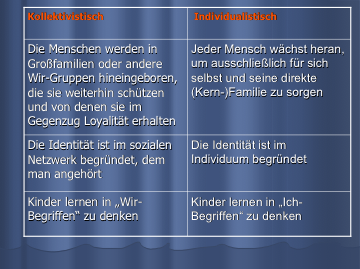 Kollektivistisch
Individualistisch
Die Menschen werden in
Großfamilien oder andere
Wir-Gruppen hineingeboren,
die sie weiterhin schützen
und von denen sie im
Gegenzug Loyalität erhalten
Jeder Mensch wächst heran,
um ausschließlich für sich
selbst und seine direkte
(Kern-)Familie zu sorgen
Die Identität ist im sozialen
Netzwerk begründet, dem
man angehört
Die Identität ist im
Individuum begründet
Kinder lernen in „Wir-
Begriffen“ zu denken
Kinder lernen in „Ich-
Begriffen“ zu denken